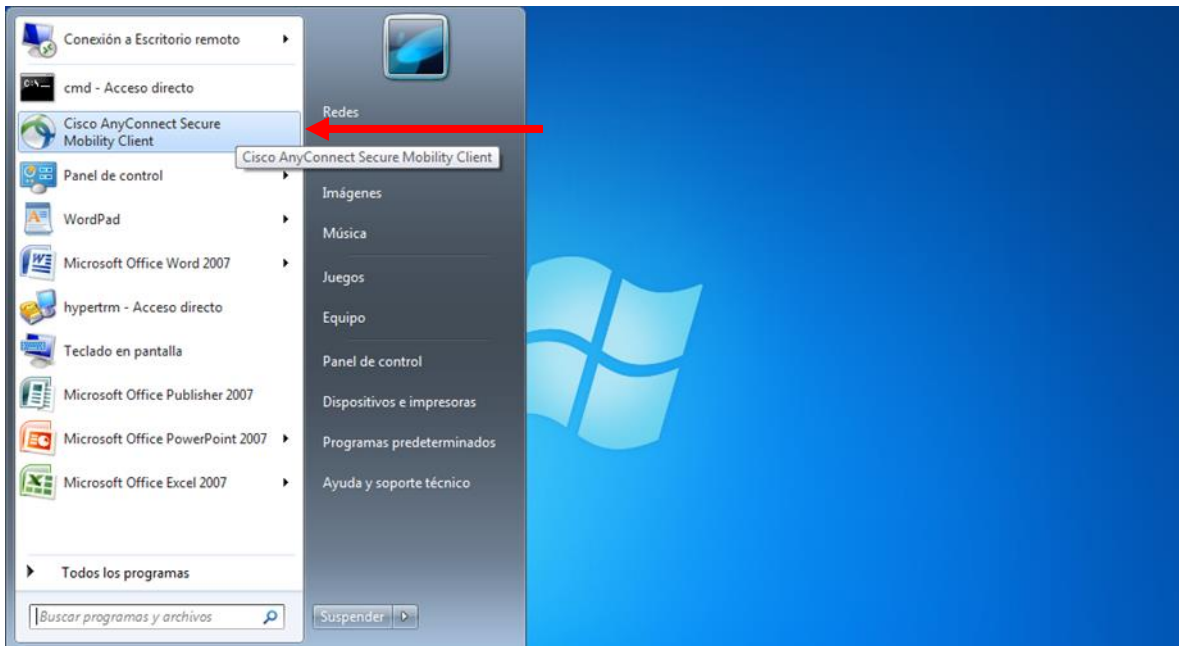 Conexión a Escritorio remoto
cmd - Acceso directo
Cisco AnyConnect Secure
Mobility Client
Cisco AnyConnect Secure Mobility Client
Panel de control
WordPad
Microsoft Office Word 2007
hypertrm - Acceso directo
Teclado en pantalla
Microsoft Office Publisher 2007
Microsoft Office PowerPoint 2007
Microsoft Office Excel 2007
Todos los programas
Buscar programas y archivos
Redes
Imágenes
Música
Juegos
Equipo
Panel de control
Dispositivos e impresoras
Programas predeterminados
Ayuda y soporte técnico
Suspender